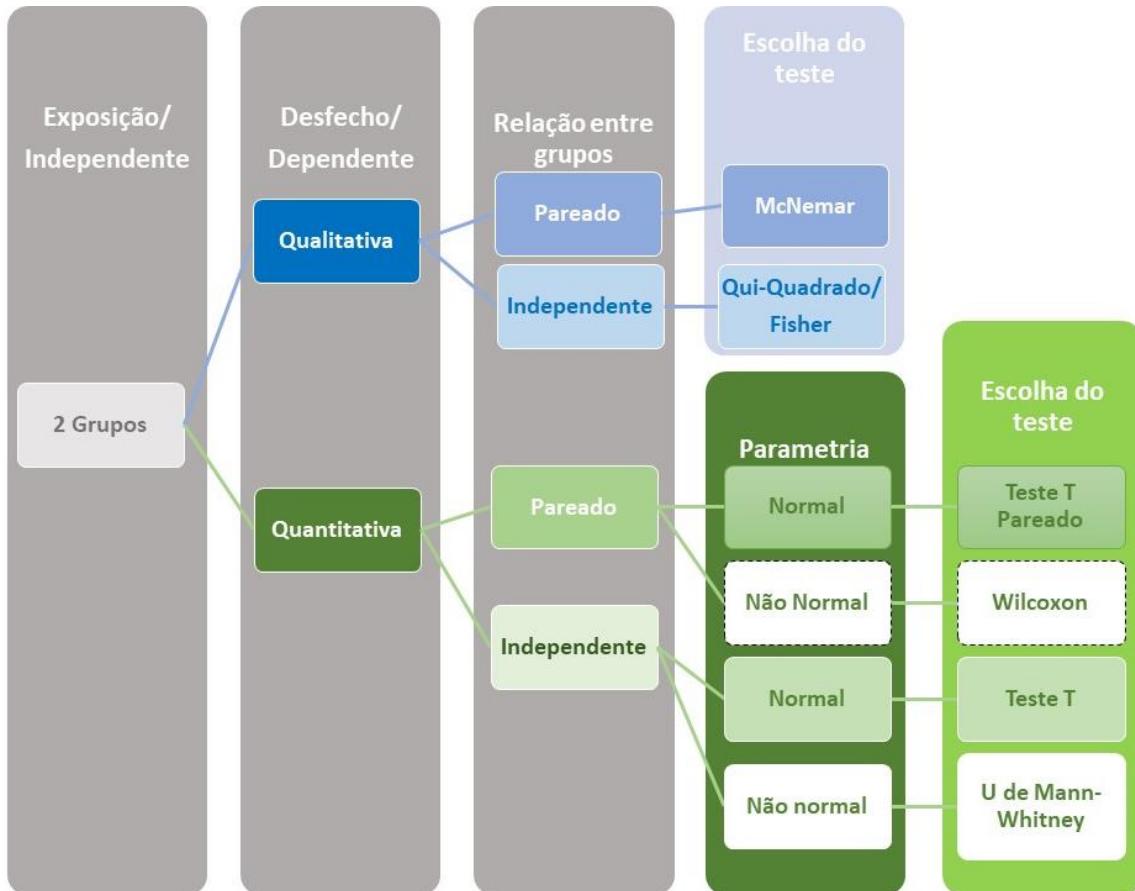 Exposição/
Independente
2 Grupos
Desfecho/
Dependente
Qualitativa
Quantitativa
Relação entre
grupos
Pareado
Independente
Pareado
Independente
Escolha do
teste
McNemar
Qui-Quadrado/
Fisher
Parametria
Normal
Não Normal
Normal
Não normal
Escolha do
teste
Teste T
Pareado
Wilcoxon
Teste T
U de Mann-
Whitney